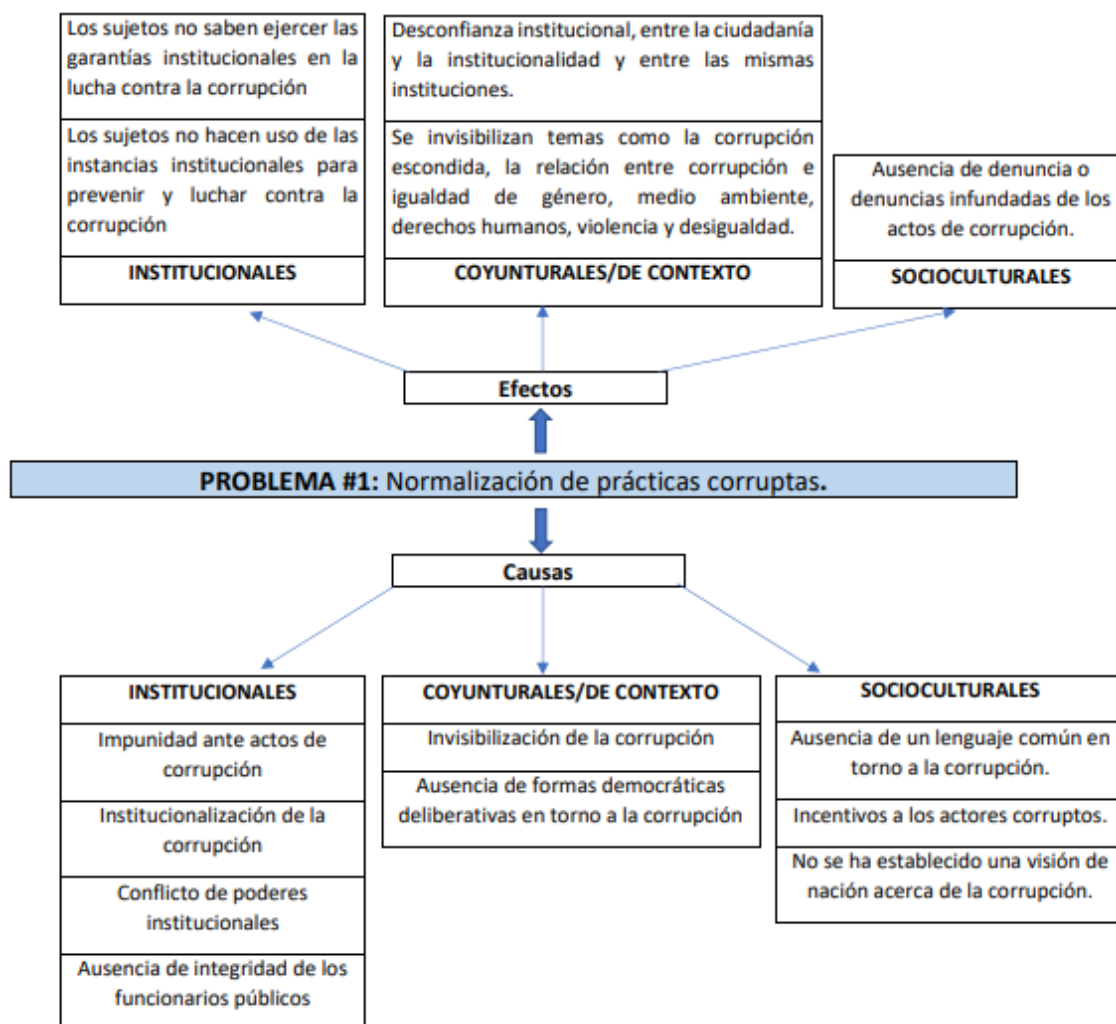 Los sujetos no saben ejercer las
garantías institucionales en la
lucha contra la corrupción
Los sujetos no hacen uso de las
instancias institucionales para
prevenir y luchar contra la
corrupción
INSTITUCIONALES
Desconfianza institucional, entre la ciudadanía
y la institucionalidad y entre las mismas
instituciones.
Se invisibilizan temas como la corrupción
escondida, la relación entre corrupción e
igualdad de género, medio ambiente,
derechos humanos, violencia y desigualdad.
COYUNTURALES/DE CONTEXTO
Ausencia de denuncia o
denuncias infundadas de los
actos de corrupción.
SOCIOCULTURALES
Efectos
PROBLEMA #1: Normalización de prácticas corruptas.
Causas
INSTITUCIONALES
Impunidad ante actos de
corrupción
Institucionalización de la
corrupción
Conflicto de poderes
institucionales
Ausencia de integridad de los
funcionarios públicos
COYUNTURALES/DE CONTEXTO
Invisibilización de la corrupción
Ausencia de formas democráticas
deliberativas en torno a la corrupción
SOCIOCULTURALES
Ausencia de un lenguaje común en
torno a la corrupción.
Incentivos a los actores corruptos.
No se ha establecido una visión de
nación acerca de la corrupción.